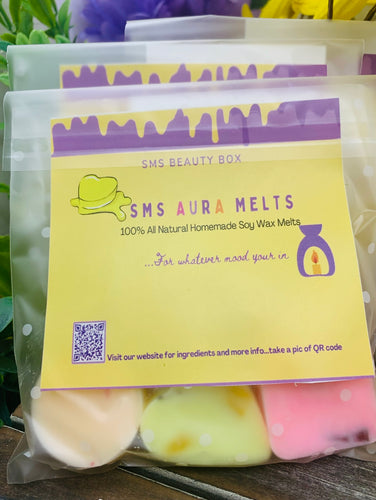 SMS BEAUTY BOX
SMS AURA MELTS
100% All Natural Homemade Soy Wax Melts
...For whatever mood your in
Visit our website for ingredients and more info...take a pic of QR code